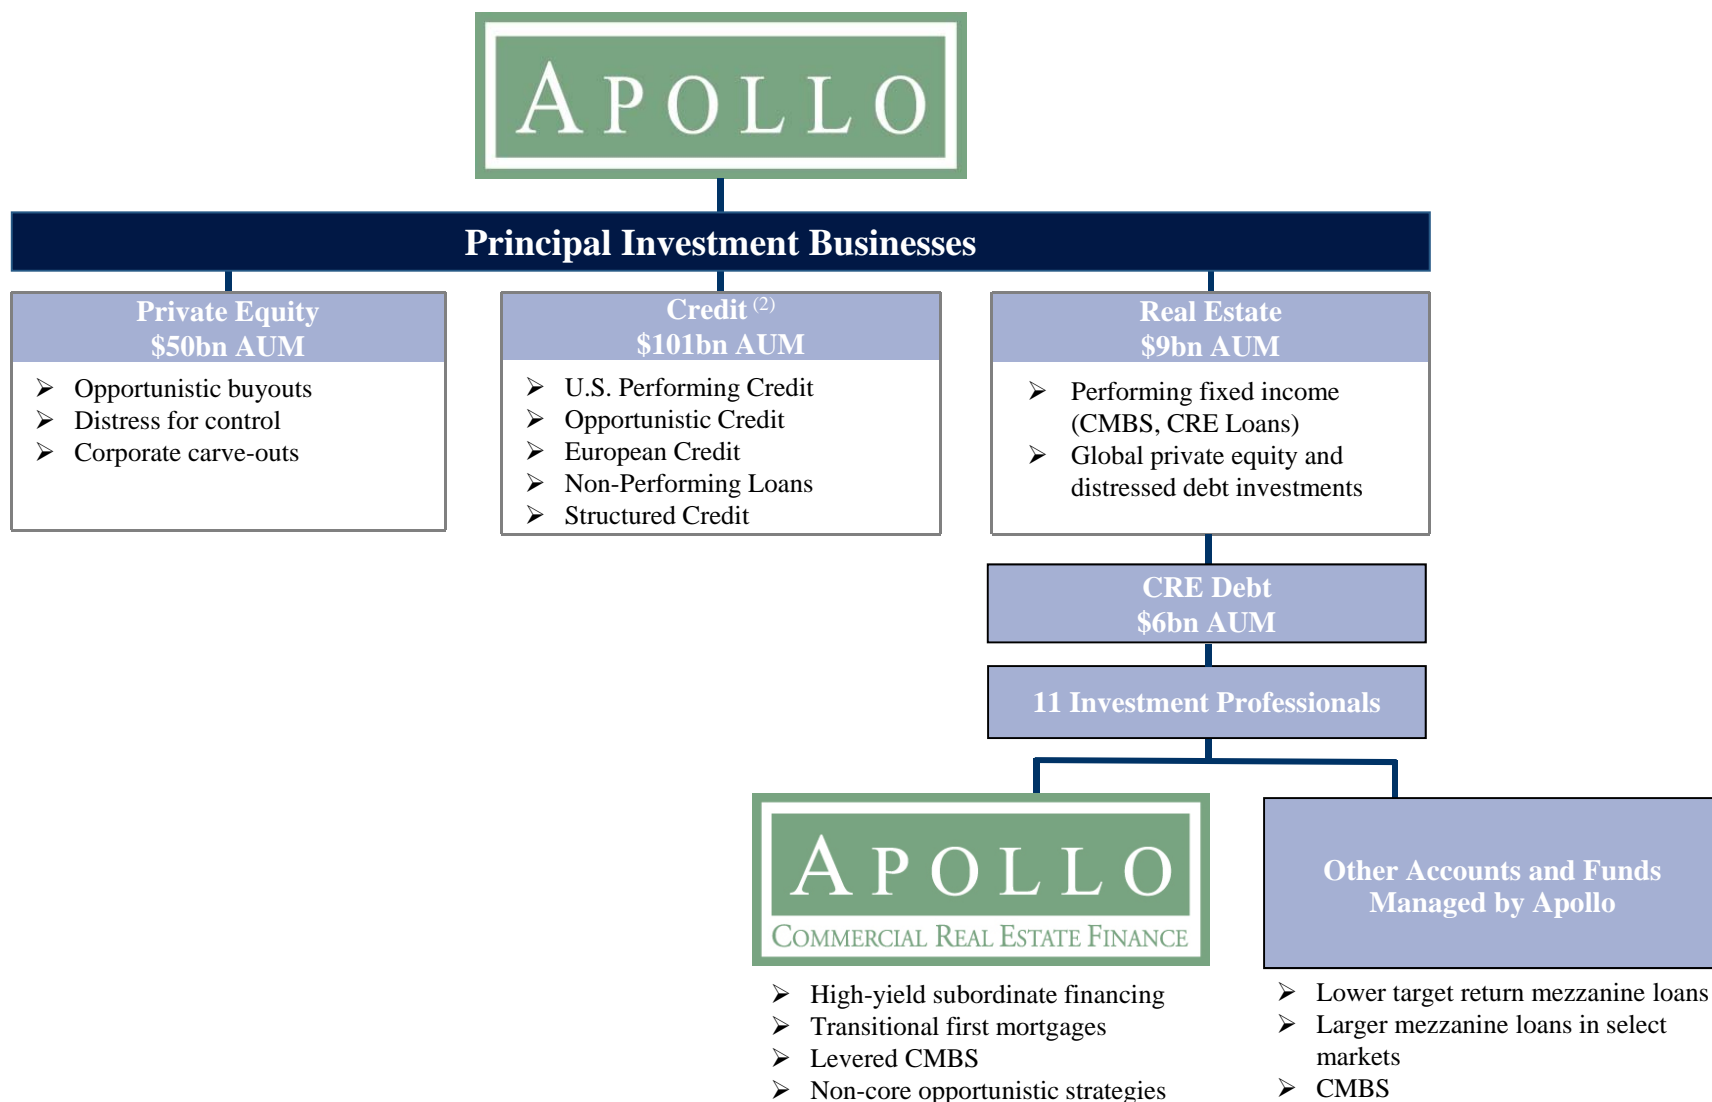 APOLLO
Principal Investment Businesses
Private Equity
$50bn AUM
➢ Opportunistic buyouts
➢ Distress for control
➢ Corporate carve-outs
Credit (2)
$101bn AUM
➢ U.S. Performing Credit
➢ Opportunistic Credit
➢ European Credit
➢ Non-Performing Loans
➢ Structured Credit
Real Estate
$9bn AUM
➢ Performing fixed income
(CMBS, CRE Loans)
➢ Global private equity and
distressed debt investments
CRE Debt
$6bn AUM
11 Investment Professionals
APOLLO
COMMERCIAL REAL ESTATE FINANCE
➢ High-yield subordinate financing
➢ Transitional first mortgages
➢ Levered CMBS
➢ Non-core opportunistic strategies
Other Accounts and Funds
Managed by Apollo
➢ Lower target return mezzanine loans
➢ Larger mezzanine loans in select
markets
➢ CMBS